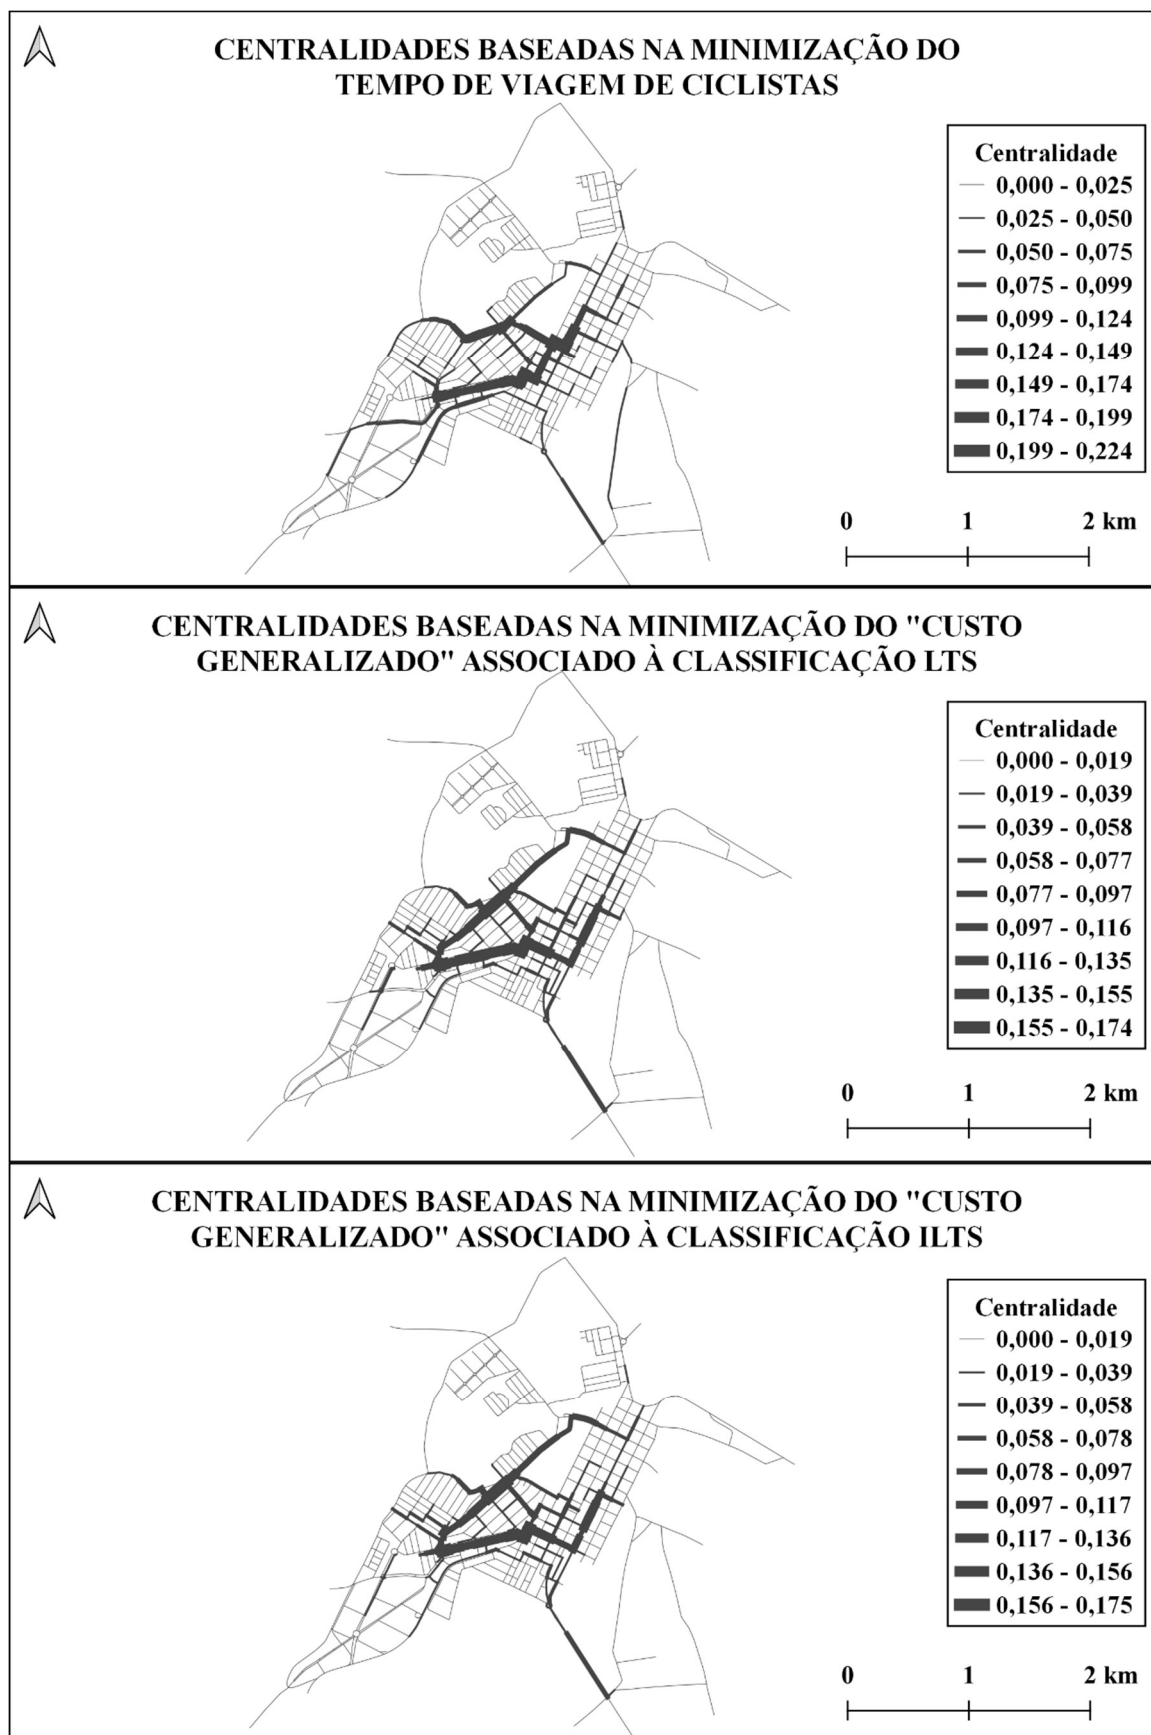 CENTRALIDADES BASEADAS NA MINIMIZAÇÃO DO
TEMPO DE VIAGEM DE CICLISTAS
Centralidade
0,000 - 0,025
0,025 - 0,050
0,050 - 0,075
0,075 - 0,099
0,099 - 0,124
0,124 - 0,149
0,149 - 0,174
0,174 - 0,199
0,199 - 0,224
0 1 2 km
CENTRALIDADES BASEADAS NA MINIMIZAÇÃO DO "CUSTO
GENERALIZADO" ASSOCIADO À CLASSIFICAÇÃO LTS
Centralidade
0,000 - 0,019
0,019 - 0,039
0,039 - 0,058
0,058 - 0,077
0,077 - 0,097
0,097 - 0,116
0,116 - 0,135
0,135 - 0,155
0,155 - 0,174
0 1 2 km
CENTRALIDADES BASEADAS NA MINIMIZAÇÃO DO "CUSTO
GENERALIZADO" ASSOCIADO À CLASSIFICAÇÃO ILTS
Centralidade
0,000 - 0,019
0,019 - 0,039
0,039 - 0,058
0,058 - 0,078
0,078 - 0,097
0,097 - 0,117
0,117 - 0,136
0,136 - 0,156
0,156 - 0,175
0 1 2 km